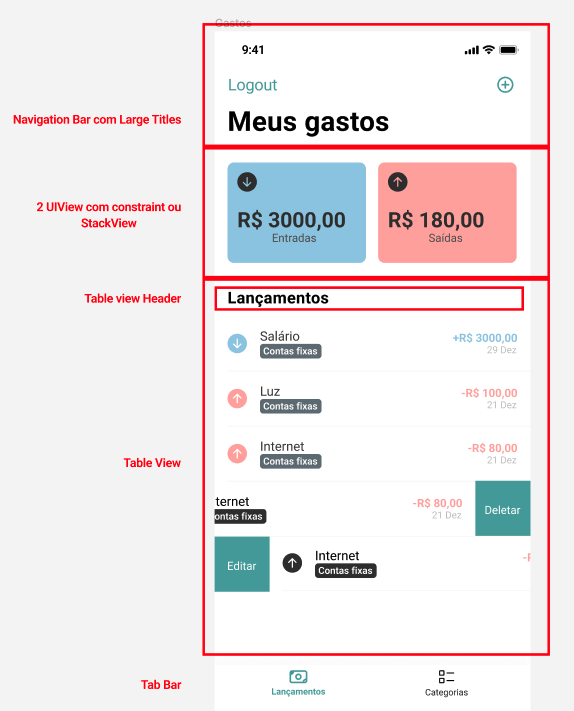 Gastos
9:41
Logout
Navigation Bar com Large Titles
Meus gastos
2 UIView com constraint ou
StackView
R$ 3000,00
Entradas
R$ 180,00
Saídas
Table view Header
Lançamentos
Salário
Contas fixas
+R$ 3000,00
29 Dez
Luz
Contas fixas
-R$ 100,00
21 Dez
Table View
Internet
Contas fixas
-R$ 80,00
21 Dez
ternet
ontas fixas
-R$ 80,00
21 Dez
Deletar
Editar
Internet
Contas fixas
Tab Bar
Lançamentos
Categorias